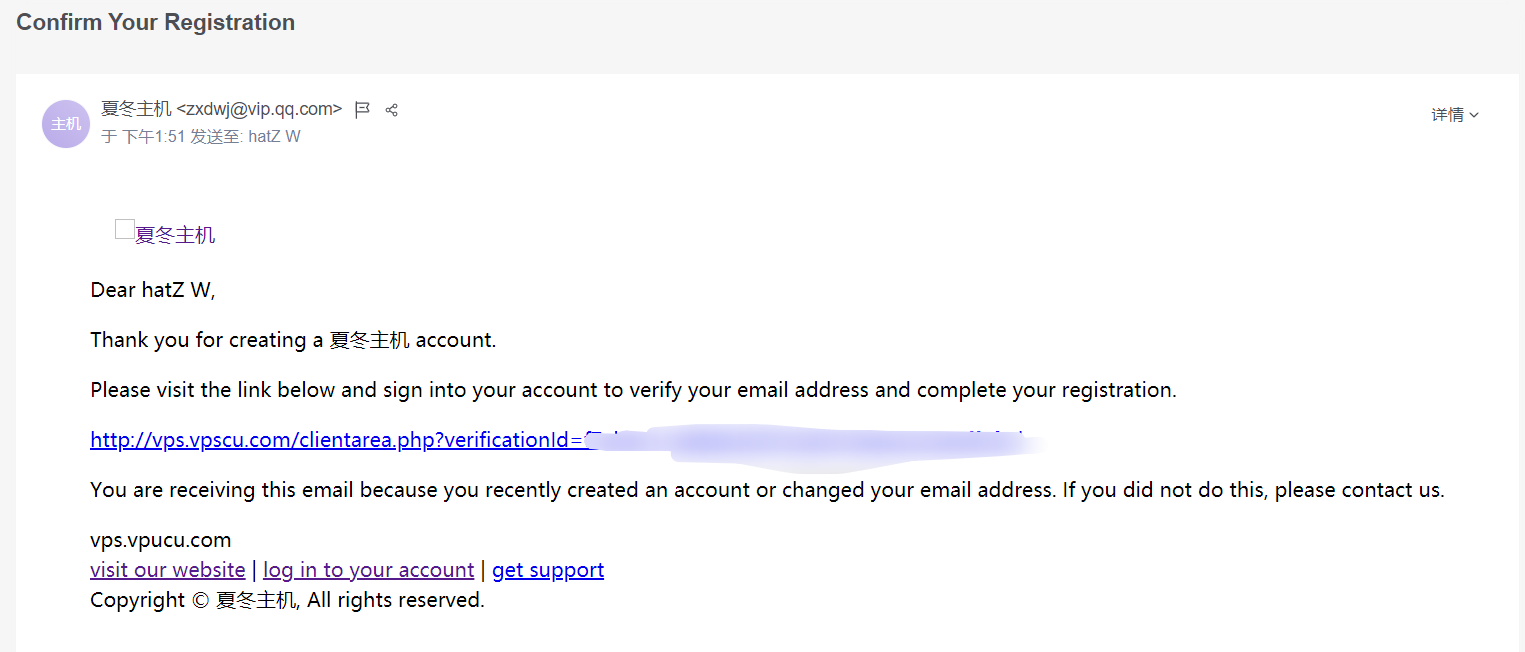 Confirm Your Registration
主机
夏冬主机 <zxdwj@vip.qq.com>
详情
于 下午1:51 发送至: hatZ W
夏冬主机
Dear hatZ W,
Thank you for creating a 夏冬主机 account.
Please visit the link below and sign into your account to verify your email address and complete your registration.
http://vps.vpscu.com/clientarea.php?verificationId=
You are receiving this email because you recently created an account or changed your email address. If you did not do this, please contact us.
vps.vpucu.com
visit our website | log in to your account | get support
Copyright © 夏冬主机, All rights reserved.